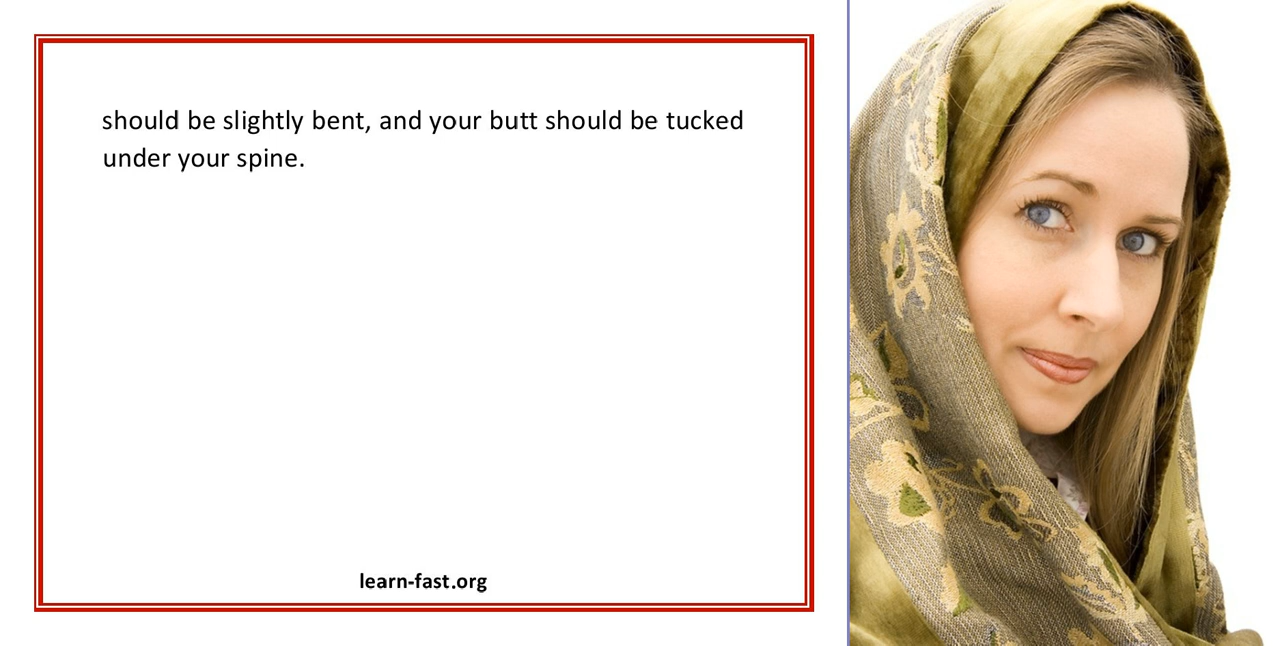 should be slightly bent, and your butt should be tucked
under your spine.
learn-fast.org